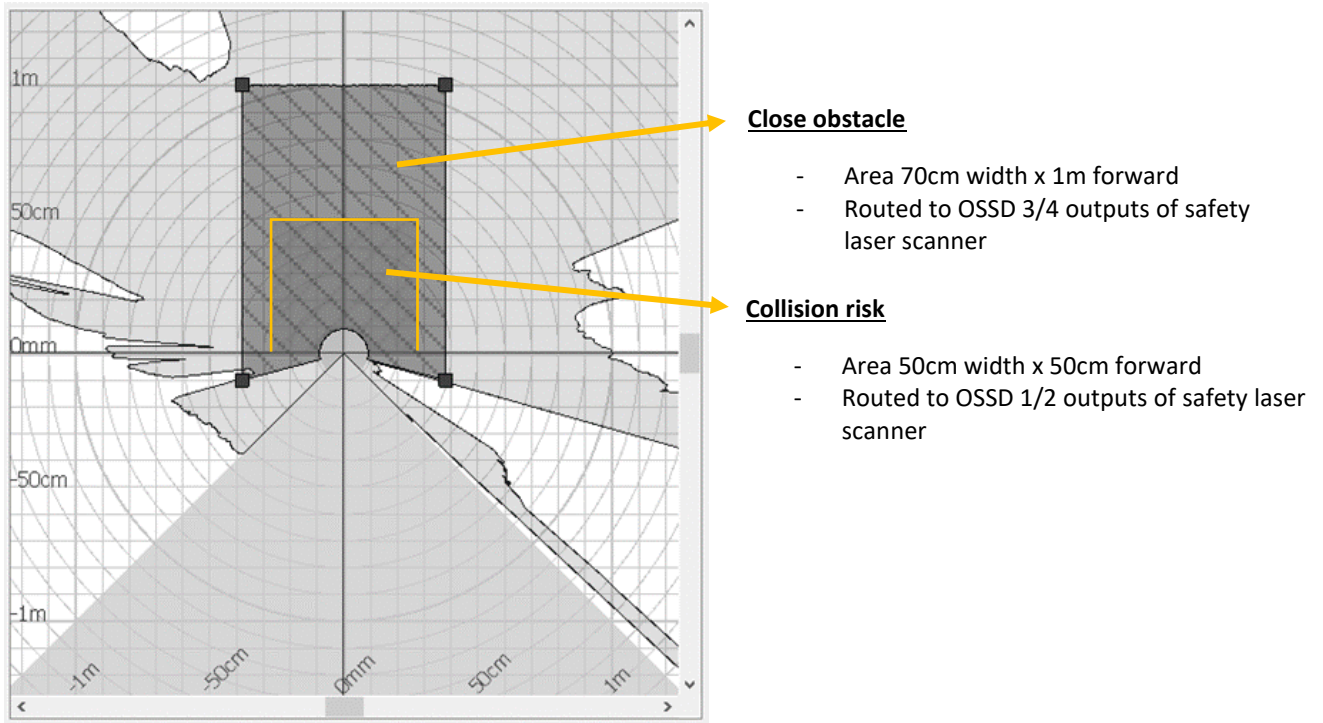 1m
50cm
0mm
-50cm
-1m
-1m
-50cm
0mm
50cm
1m
Close obstacle
- Area 70cm width x 1m forward
- Routed to OSSD 3/4 outputs of safety
laser scanner
Collision risk
- Area 50cm width x 50cm forward
- Routed to OSSD 1/2 outputs of safety laser
scanner